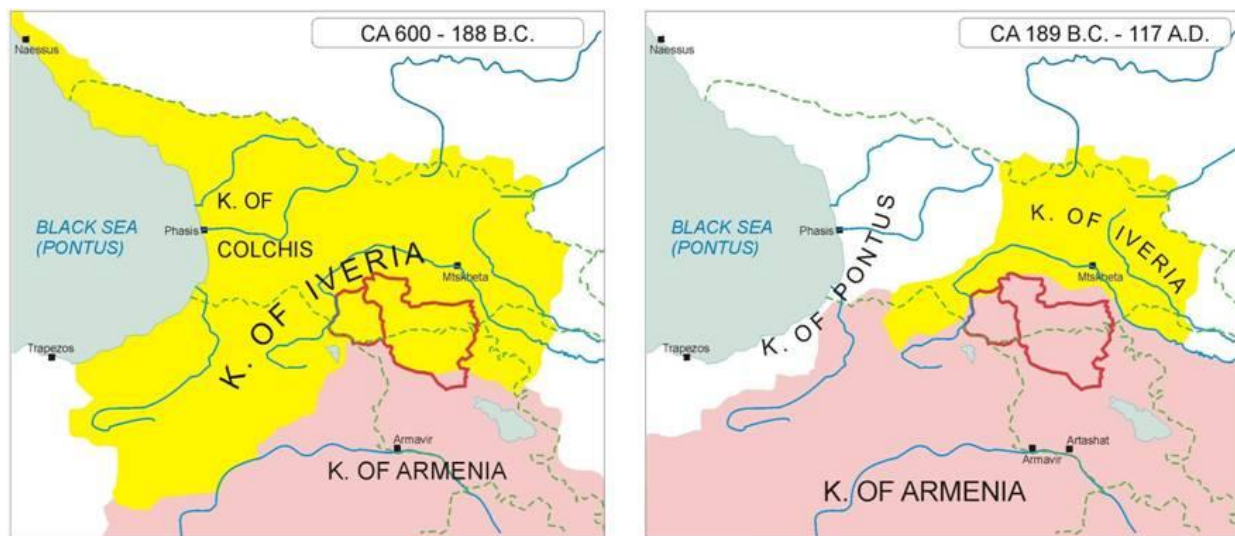 CA 600 - 188 B.C.
Naessus
K. OF
COLCHIS
BLACK SEA
(PONTUS)
Phasis
K. OF IVERIA
Mtskheta
Trapezos
Armavir
K. OF ARMENIA
CA 189 B.C. - 117 A.D.
Naessus
K. OF IVERIA
BLACK SEA
(PONTUS)
Phasis
K. OF PONTUS
Mtskheta
Trapezos
Artashat
Armavir
K. OF ARMENIA